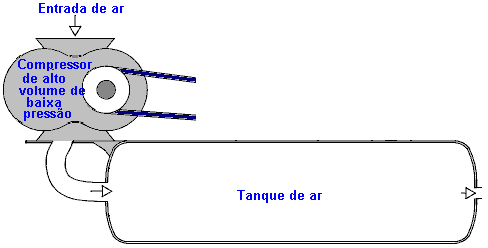 Entrada de ar
Compressor
de alto
volume de
baixa
pressão
Tanque de ar